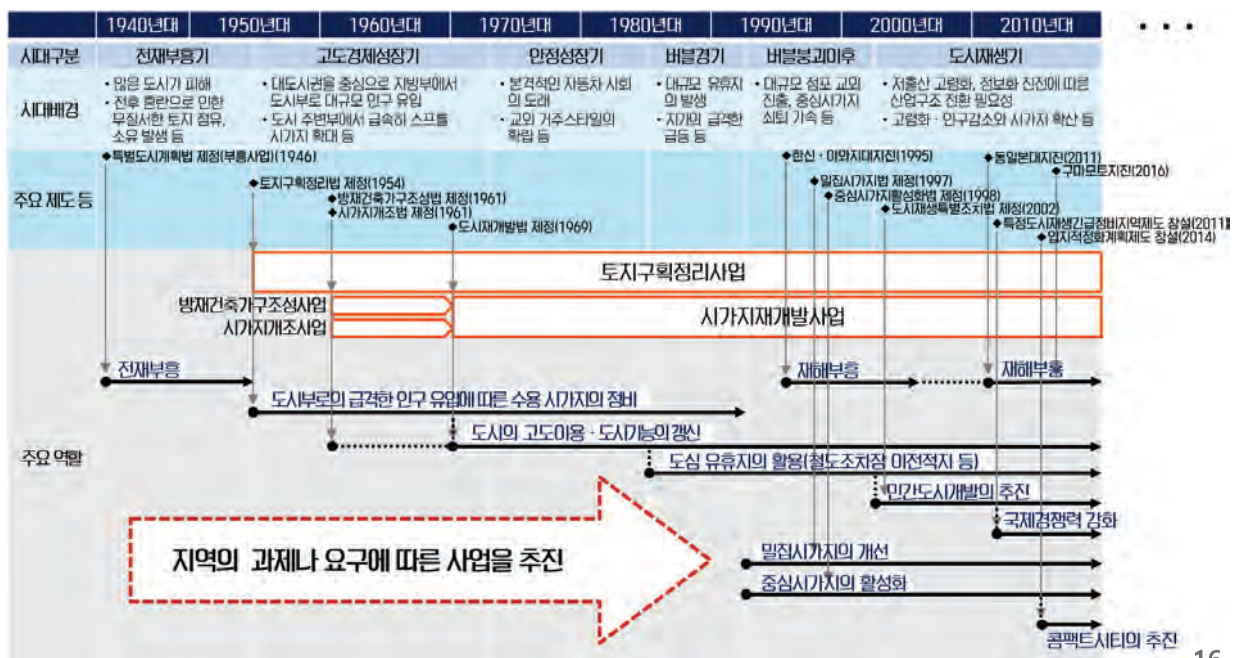 1940년대 1950년대 1960년대 1970년대 1980년대 1990년대 2000년대 2010년대 • • •
시대구분 전재부흥기 고도경제성장기 안정성장기 버블경기 버블붕괴이후 도시재생기
시대배경
• 많은 도시가 피해
• 전후 혼란으로 인한
무질서한 토지 점유,
소유 발생 등
• 대도시권을 중심으로 지방부에서
도시부로 대규모 인구 유입
• 도시 주변부에서 급속히 스프롤
시가지 확대 등
• 본격적인 자동차 사회
의 도래
• 교외 거주스타일의
확립 등
• 대규모 유휴지
의 발생
• 지가의 급격한
급등 등
• 대규모 점포 교외
진출, 중심시가지
쇠퇴 가속 등
• 저출산 고령화, 정보화 진전에 따른
산업구조 전환 필요성
• 고령화 · 인구감소와 시가지 확산 등
주요 제도 등
◆특별도시계획법 제정(부흥사업)(1946)
◆토지구획정리법 제정(1954)
◆방재건축가구조성법 제정(1961)
◆시가지개조법 제정(1961)
◆도시재개발법 제정(1969)
◆한신 · 아와지대지진(1995)
◆밀집시가지법 제정(1997)
◆중심시가지활성화법 제정(1998)
◆도시재생특별조치법 제정(2002)
◆동일본대지진(2011)
◆구마모토지진(2016)
◆특정도시재생긴급정비지역제도 창설(2011)
◆입지적정화계획제도 창설(2014)
토지구획정리사업
방재건축가구조성사업
시가지개조사업
시가지재개발사업
주요 역할
전재부흥
재해부흥
재해부흥
도시부로의 급격한 인구 유입에 따른 수용 시가지의 정비
도시의 고도이용 · 도시기능의 갱신
도심 유휴지의 활용(철도조차장 이전적지 등)
민간도시개발의 추진
국제경쟁력 강화
지역의 과제나 요구에 따른 사업을 추진
밀집시가지의 개선
중심시가지의 활성화
콤팩트시티의 추진
16